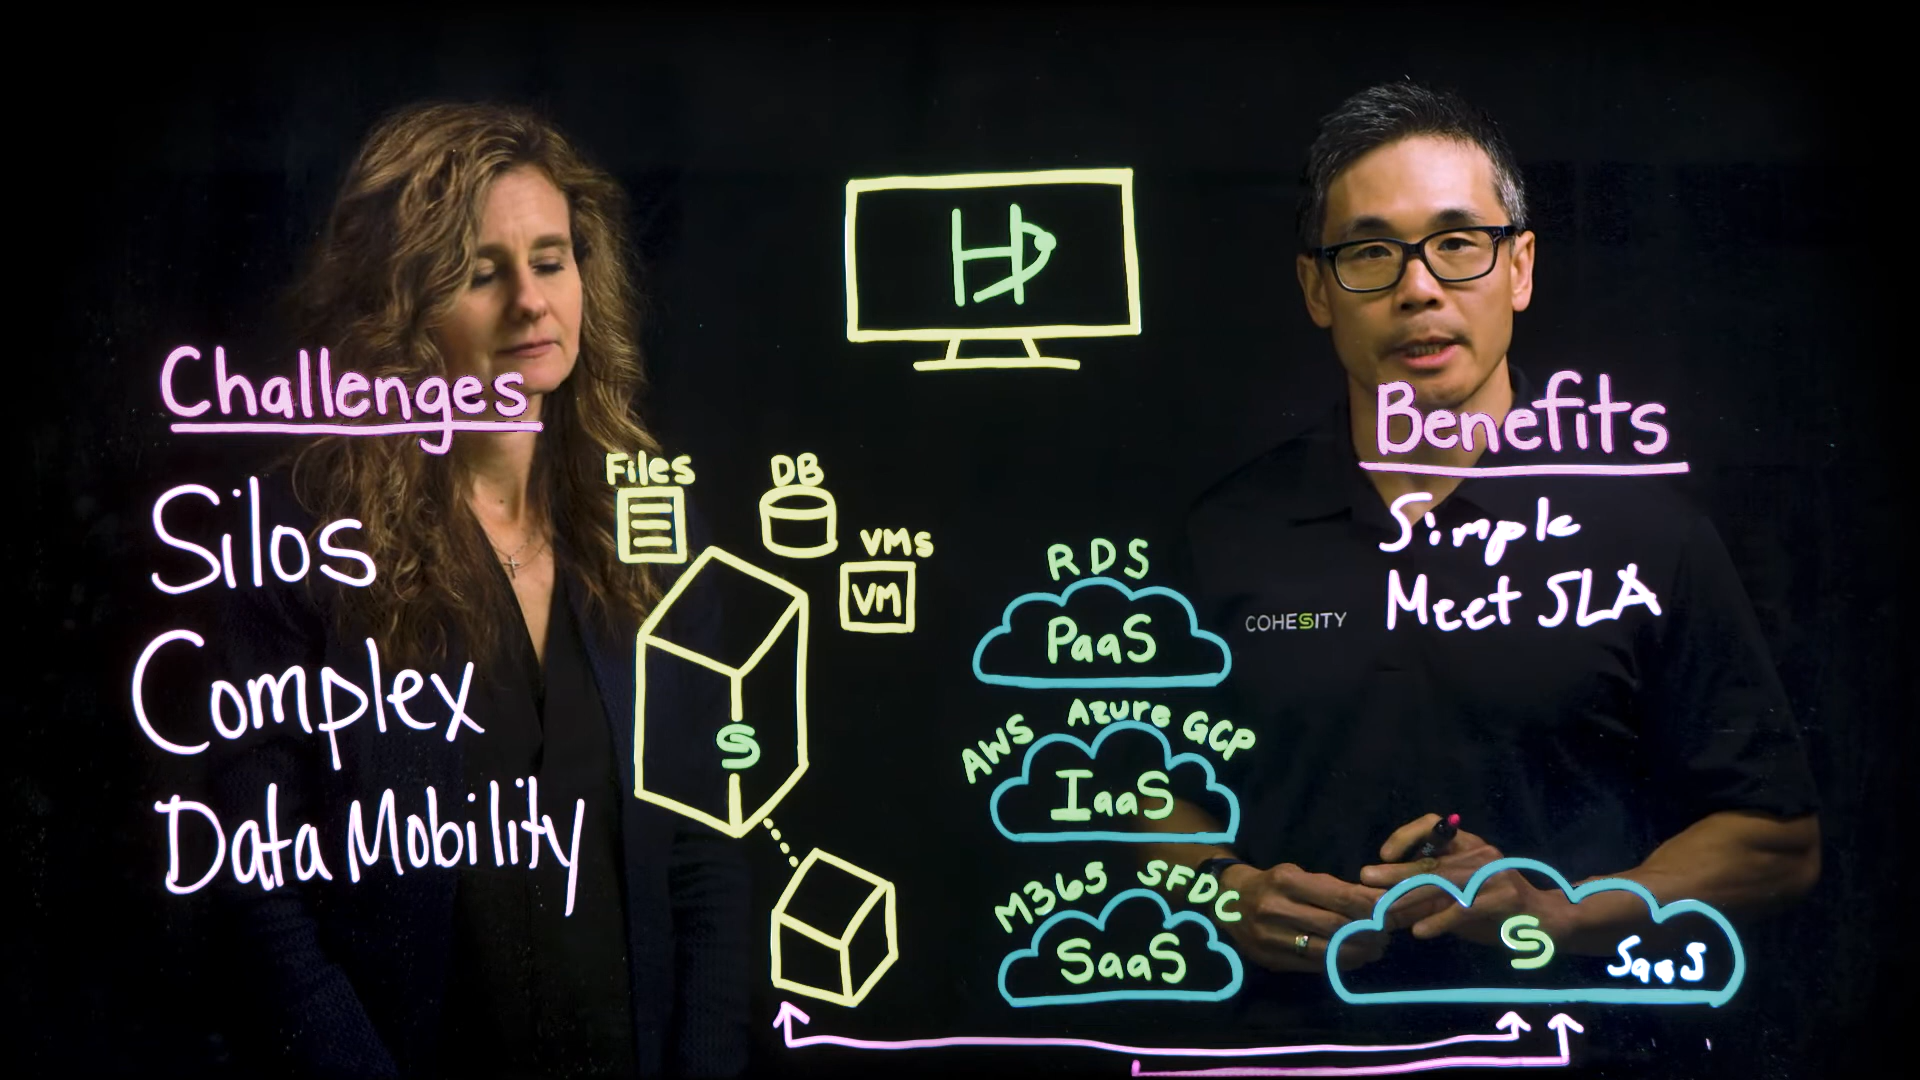 Challenges
Silos
Complex
Data Mobility
Files
DB
VMs
VM
S
RDS
PaaS
AWS Azure GCP
IaaS
M365 SFDC
SaaS
COHESITY
Benefits
Simple
Meet SLA
S SaaS